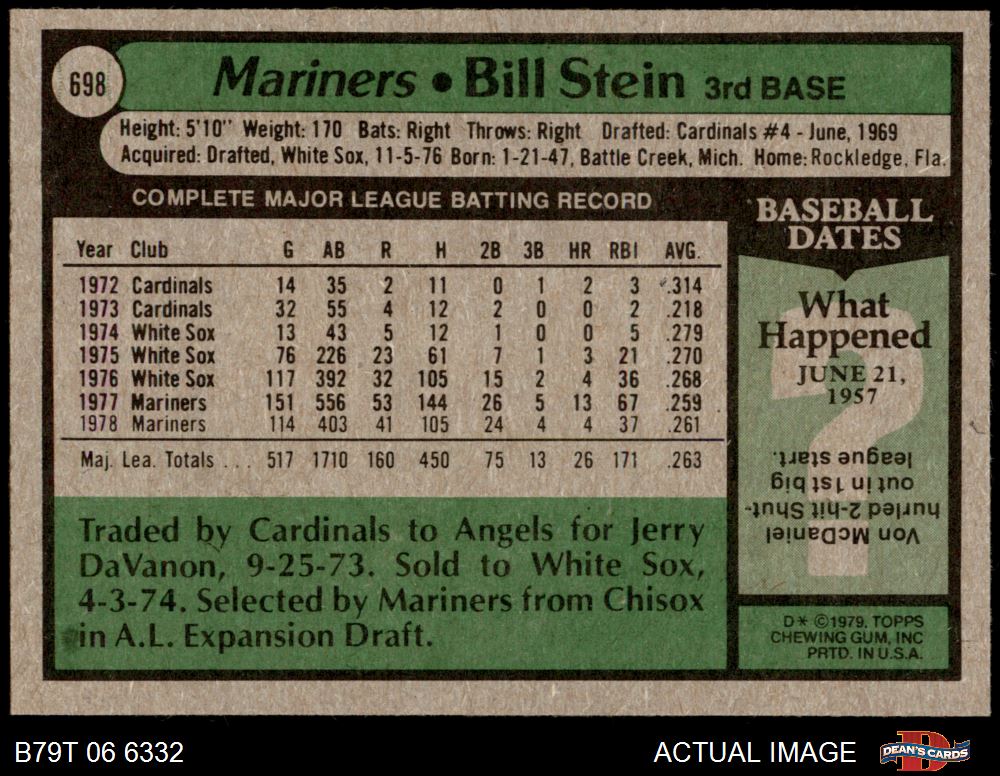 698
Mariners • Bill Stein 3rd BASE
Height: 5'10" Weight: 170 Bats: Right Throws: Right Drafted: Cardinals #4 - June, 1969
Acquired: Drafted, White Sox, 11-5-76 Born: 1-21-47, Battle Creek, Mich. Home: Rockledge, Fla.
COMPLETE MAJOR LEAGUE BATTING RECORD
Year Club G AB R H 2B 3B HR RBI AVG.
1972 Cardinals 14 35 2 11 0 1 2 3 .314
1973 Cardinals 32 55 4 12 2 0 0 2 .218
1974 White Sox 13 43 5 12 1 0 0 5 .279
1975 White Sox 76 226 23 61 7 1 3 21 .270
1976 White Sox 117 392 32 105 15 2 4 36 .268
1977 Mariners 151 556 53 144 26 5 13 67 .259
1978 Mariners 114 403 41 105 24 4 4 37 .261
Maj. Lea. Totals ... 517 1710 160 450 75 13 26 171 .263
Traded by Cardinals to Angels for Jerry
DaVanon, 9-25-73. Sold to White Sox,
4-3-74. Selected by Mariners from Chisox
in A.L. Expansion Draft.
BASEBALL
DATES
What
Happened
JUNE 21,
1957
?
Von McDaniel
hurled 2-hit Shut-
out in 1st big
league start.
D* ©1979, TOPPS
CHEWING GUM, INC
PRTD. IN U.S.A.
B79T 06 6332
ACTUAL IMAGE
D
DEAN'S CARDS